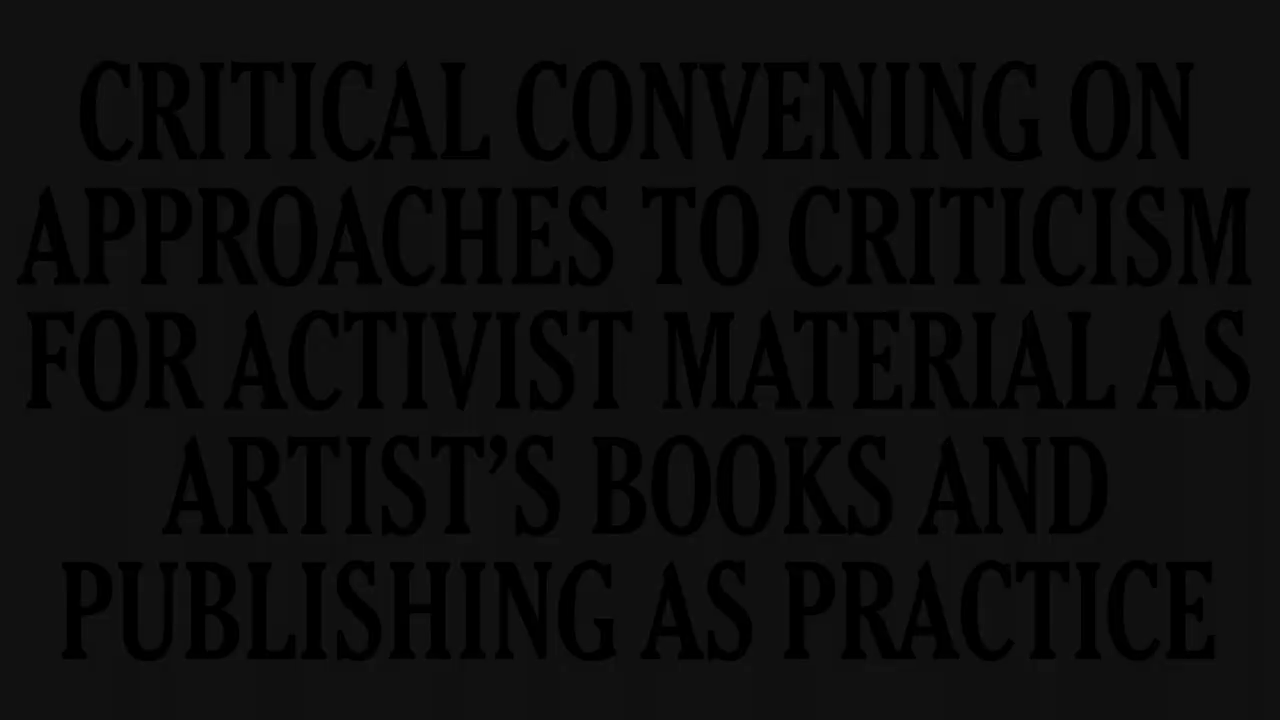 CRITICAL CONVENING ON
APPROACHES TO CRITICISM
FOR ACTIVIST MATERIAL AS
ARTIST’S BOOKS AND
PUBLISHING AS PRACTICE